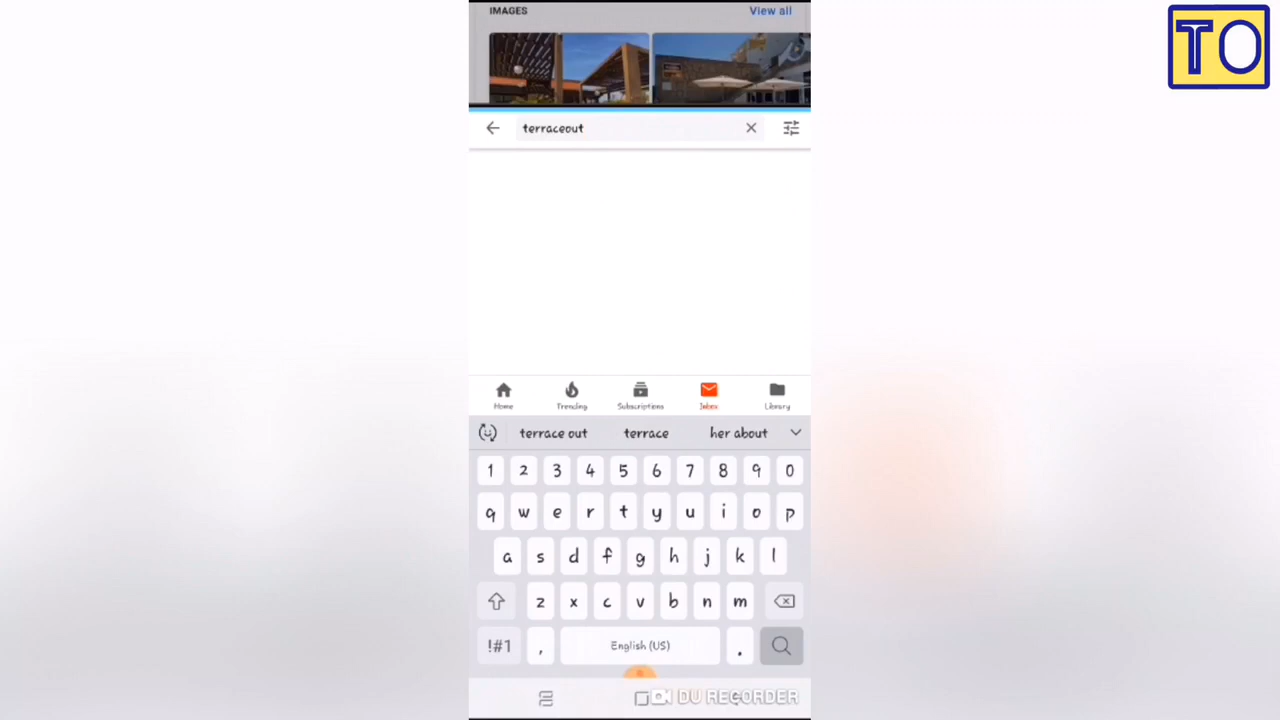 IMAGES View all
TO
terraceout
Home Trending Subscriptions Inbox Library
terrace out terrace her about
1 2 3 4 5 6 7 8 9 0
q w e r t y u i o p
a s d f g h j k l
z x c v b n m
!#1 , English (US) .
DU RECORDER